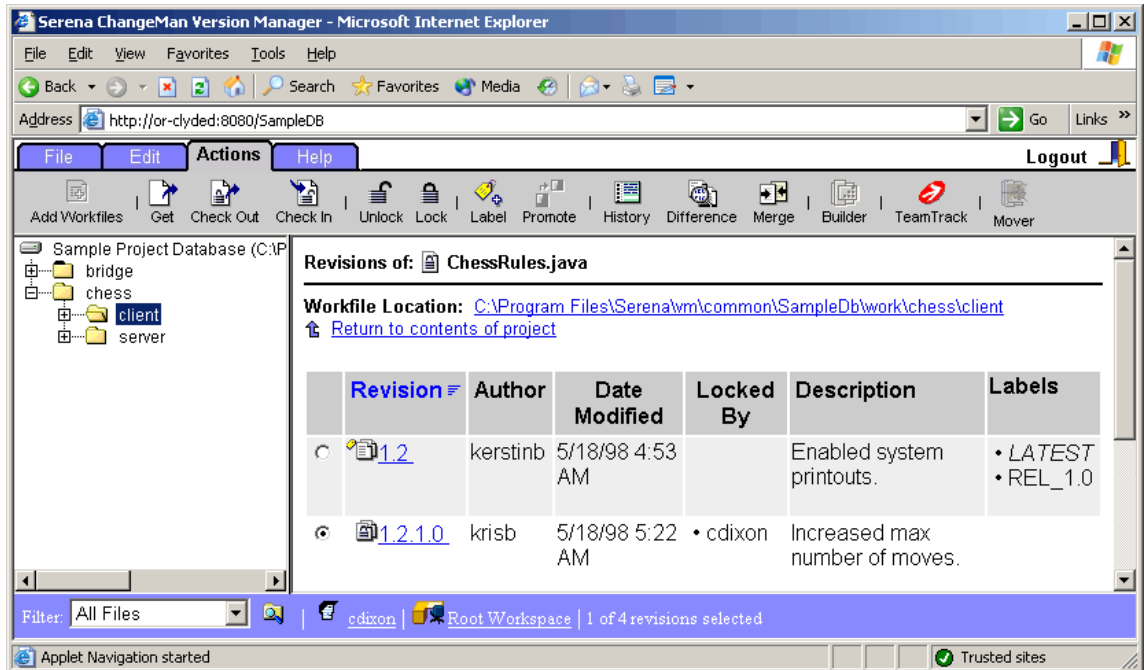 Serena ChangeMan Version Manager - Microsoft Internet Explorer
File Edit View Favorites Tools Help
Back Search Favorites Media
Address http://or-clyded:8080/SampleDB Go Links »
File Edit Actions Help Logout
Add Workfiles Get Check Out Check In Unlock Lock Label Promote History Difference Merge Builder TeamTrack Mover
Sample Project Database (C:\P
bridge
chess
client
server
Revisions of: ChessRules.java
Workfile Location: C:\Program Files\Serena\vm\common\SampleDb\work\chess\client
Return to contents of project
Revision Author Date Modified Locked By Description Labels
1.2 kerstinb 5/18/98 4:53 AM Enabled system printouts. • LATEST • REL_1.0
1.2.1.0 krisb 5/18/98 5:22 AM • cdixon Increased max number of moves.
Filter: All Files | cdixon | Root Workspace | 1 of 4 revisions selected
Applet Navigation started Trusted sites